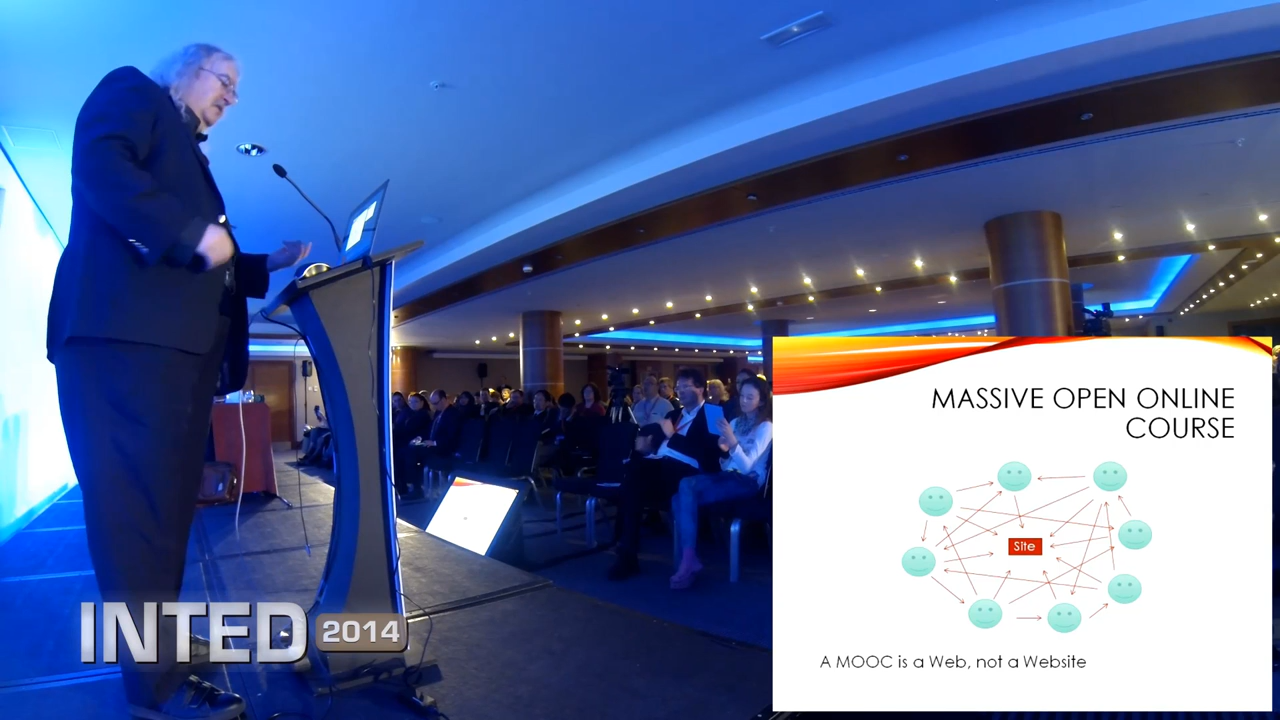 INTED 2014
MASSIVE OPEN ONLINE
COURSE
Site
A MOOC is a Web, not a Website